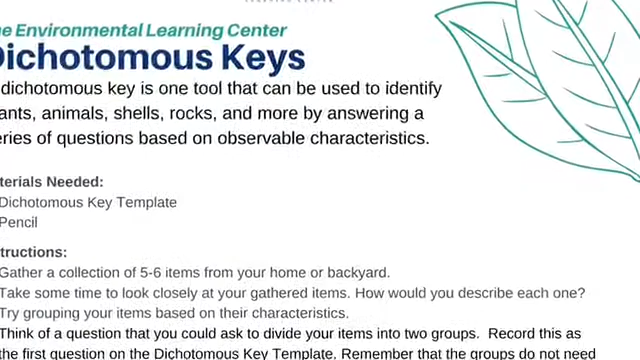 he Environmental Learning Center
Dichotomous Keys
dichotomous key is one tool that can be used to identify
ants, animals, shells, rocks, and more by answering a
eries of questions based on observable characteristics.
terials Needed:
Dichotomous Key Template
Pencil
tructions:
Gather a collection of 5-6 items from your home or backyard.
Take some time to look closely at your gathered items. How would you describe each one?
Try grouping your items based on their characteristics.
Think of a question that you could ask to divide your items into two groups. Record this as
the first question on the Dichotomous Key Template. Remember that the groups do not need